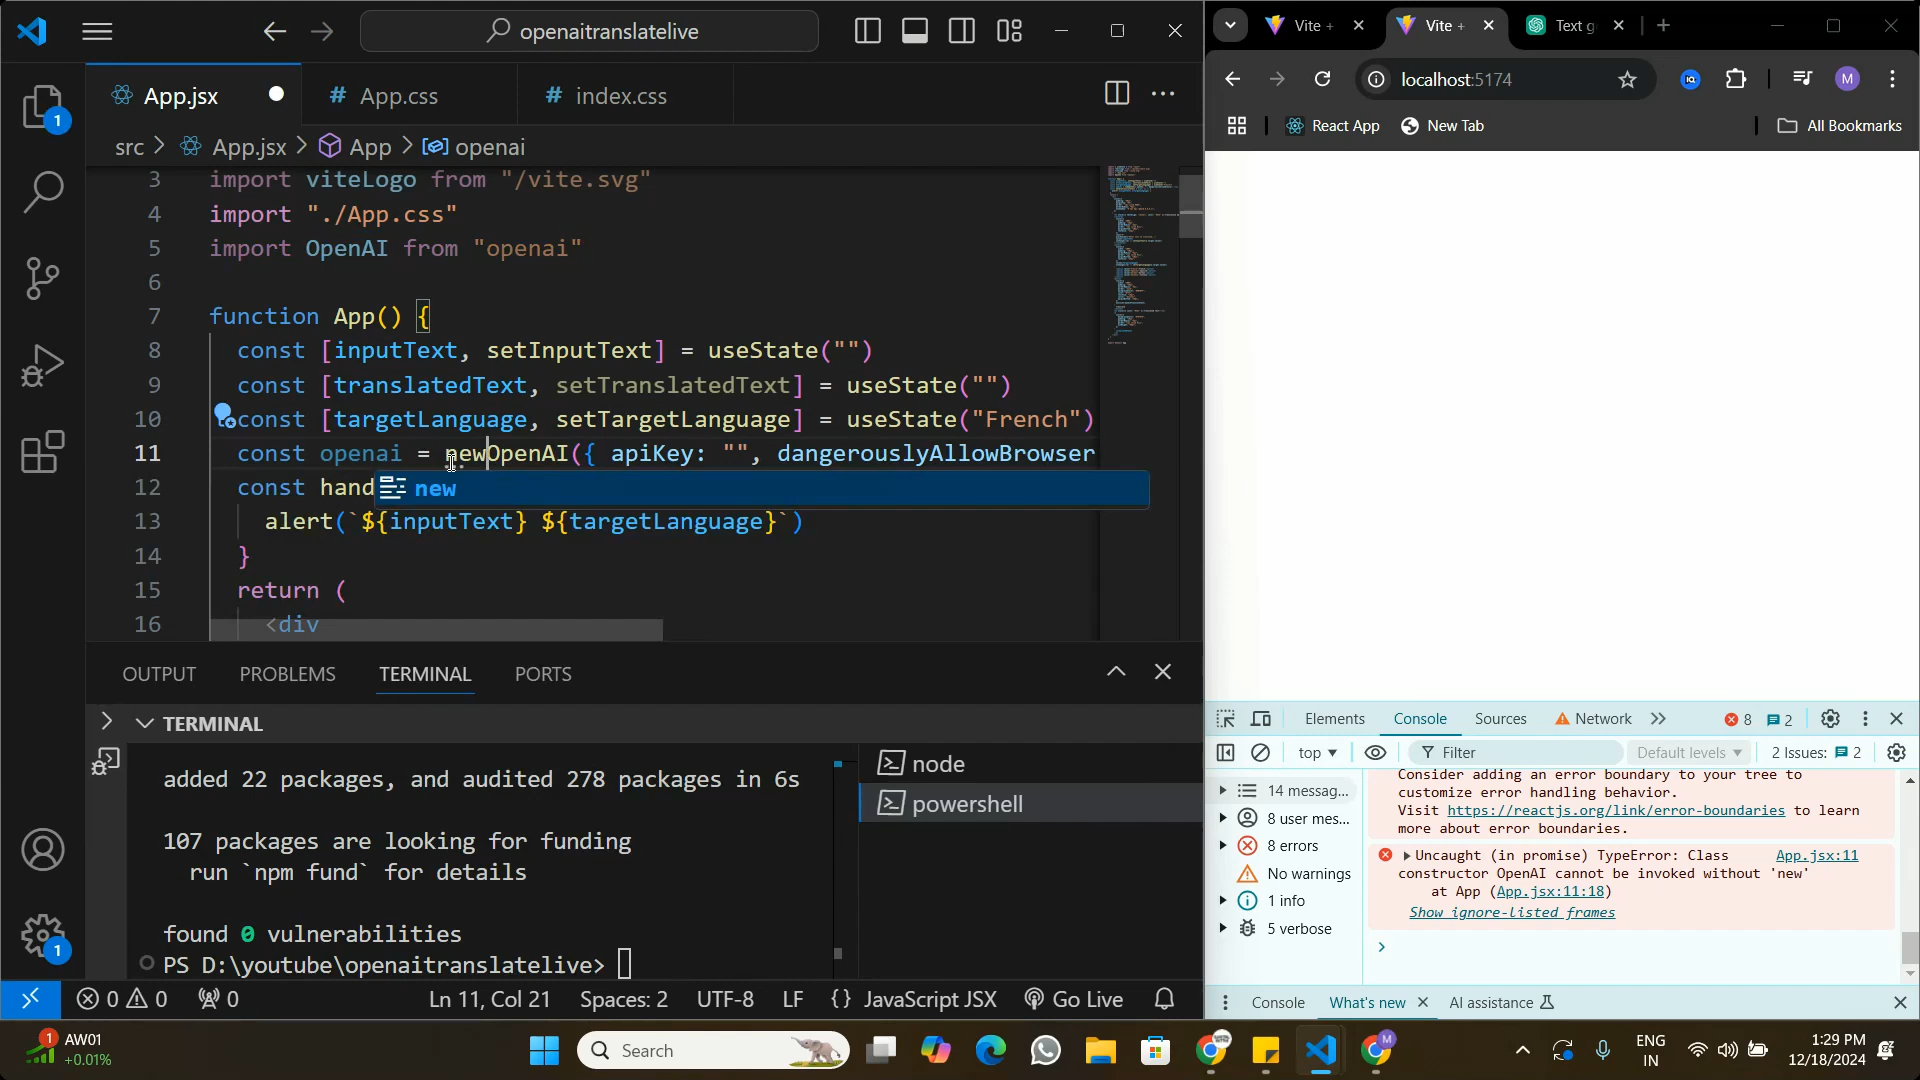 openaitranslatelive
App.jsx
# App.css
# index.css
src > App.jsx > App > openai
3 import viteLogo from "/vite.svg"
4 import "./App.css"
5 import OpenAI from "openai"
6
7 function App() {
8 const [inputText, setInputText] = useState("")
9 const [translatedText, setTranslatedText] = useState("")
10 const [targetLanguage, setTargetLanguage] = useState("French")
11 const openai = newOpenAI({ apiKey: "", dangerouslyAllowBrowser
12 const hand
new
13 alert(`${inputText} ${targetLanguage}`)
14 }
15 return (
16 <div
1
1
OUTPUT PROBLEMS TERMINAL PORTS
TERMINAL
added 22 packages, and audited 278 packages in 6s
107 packages are looking for funding
run `npm fund` for details
found 0 vulnerabilities
PS D:\youtube\openaitranslatelive>
node
powershell
0 0 0 Ln 11, Col 21 Spaces: 2 UTF-8 LF {} JavaScript JSX Go Live
Vite +
Vite +
Text g
localhost:5174
M
React App
New Tab
All Bookmarks
Elements Console Sources Network 8 2
top Filter Default levels 2 Issues: 2
14 messag...
8 user mes...
8 errors
No warnings
1 info
5 verbose
Consider adding an error boundary to your tree to
customize error handling behavior.
Visit https://reactjs.org/link/error-boundaries to learn
more about error boundaries.
Uncaught (in promise) TypeError: Class App.jsx:11
constructor OpenAI cannot be invoked without 'new'
at App (App.jsx:11:18)
Show ignore-listed frames
Console What's new AI assistance
1
AW01
+0.01%
Search
M
ENG
IN
1:29 PM
12/18/2024